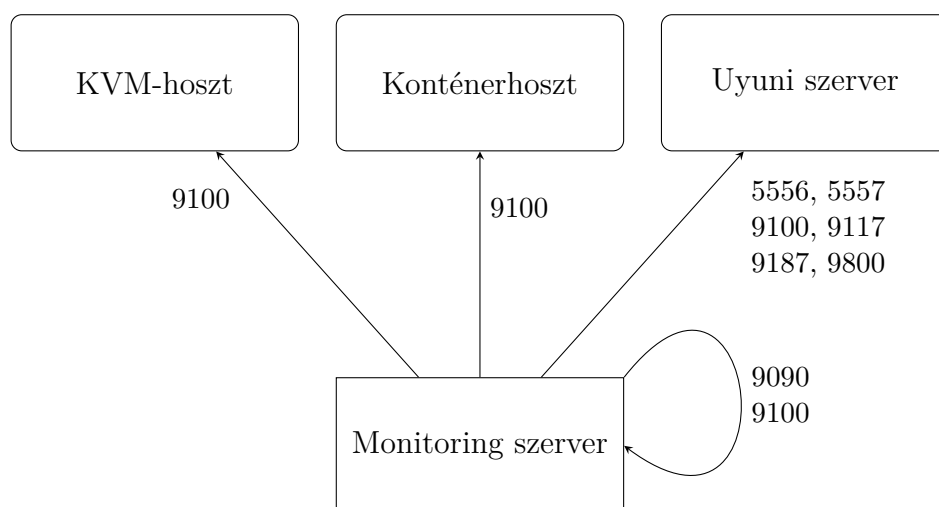 KVM-hoszt
Konténerhoszt
Uyuni szerver
9100
9100
5556, 5557
9100, 9117
9187, 9800
9090
9100
Monitoring szerver